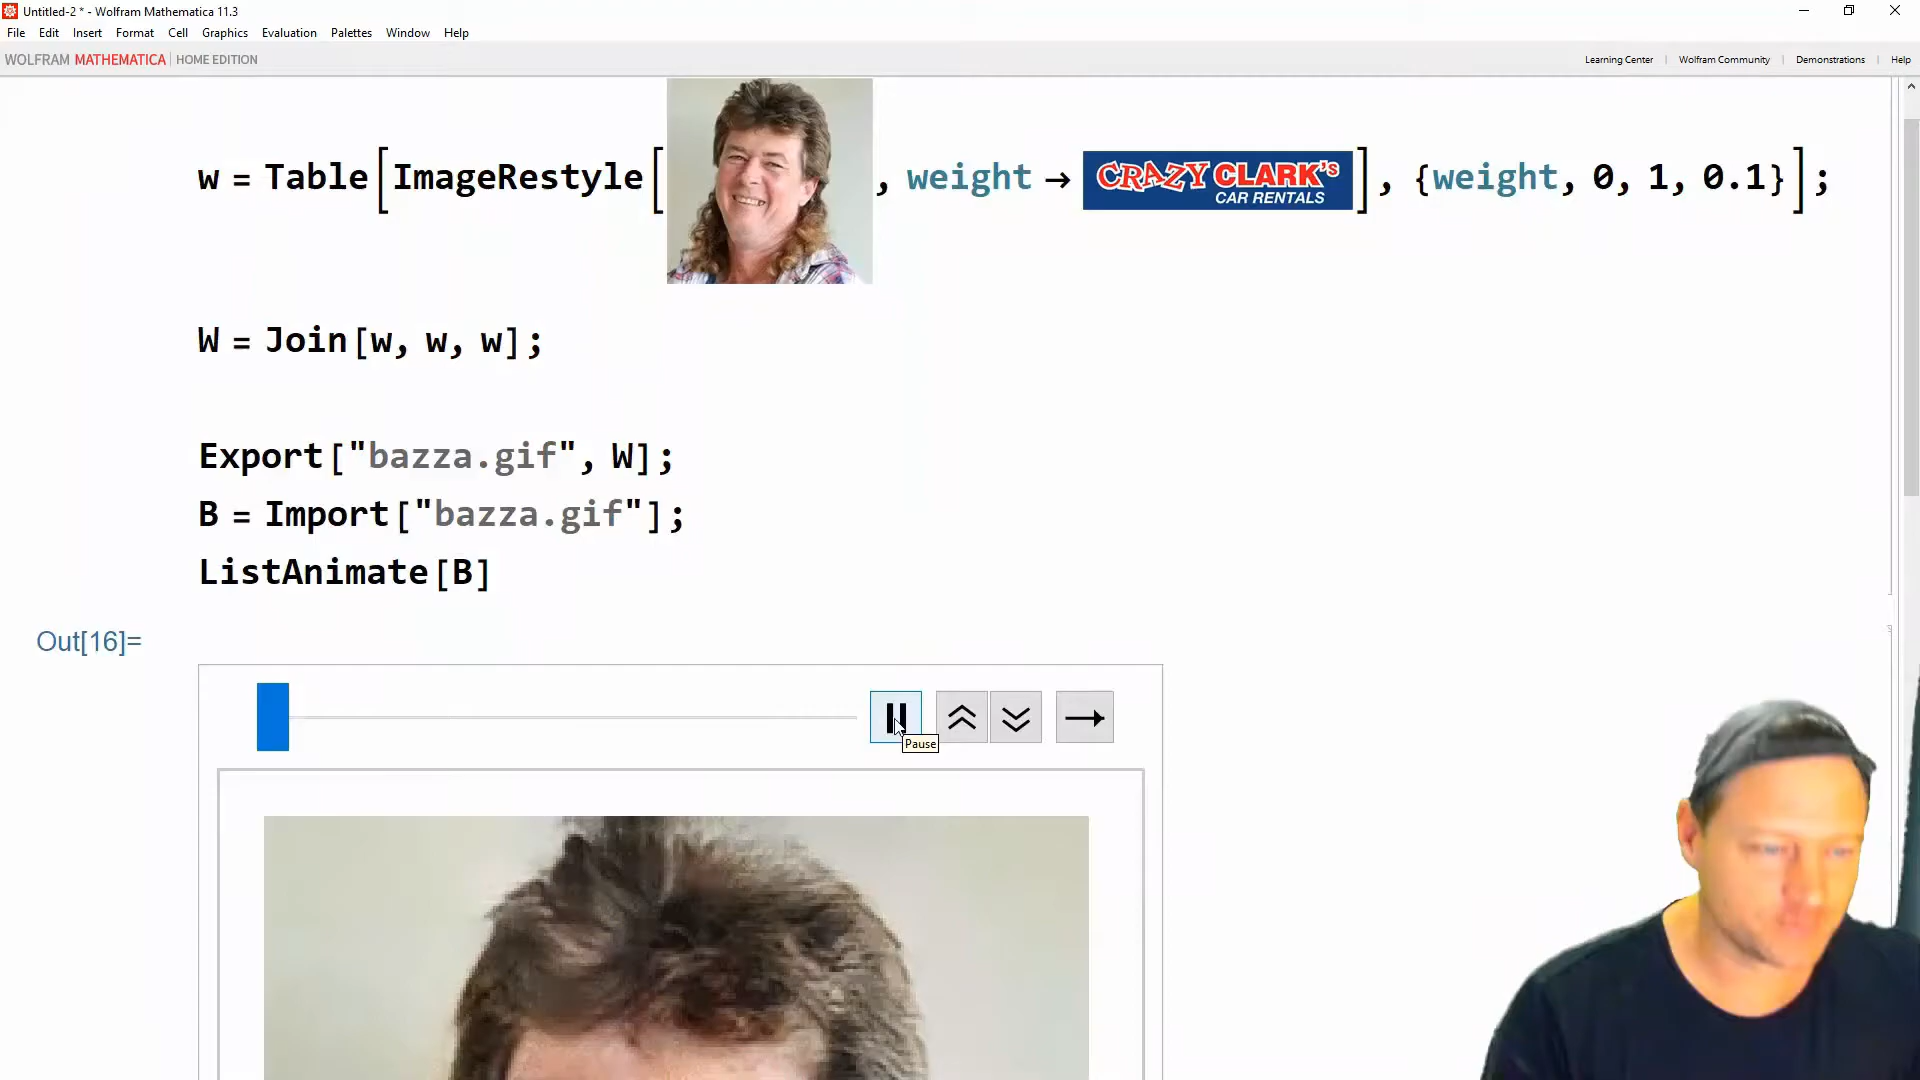 Untitled-2 * - Wolfram Mathematica 11.3
File Edit Insert Format Cell Graphics Evaluation Palettes Window Help
WOLFRAM MATHEMATICA | HOME EDITION
Learning Center | Wolfram Community | Demonstrations | Help
w = Table[ImageRestyle[ , weight → CRAZY CLARK's CAR RENTALS], {weight, 0, 1, 0.1}];
W = Join[w, w, w];
Export["bazza.gif", W];
B = Import["bazza.gif"];
ListAnimate[B]
Out[16]=
Pause